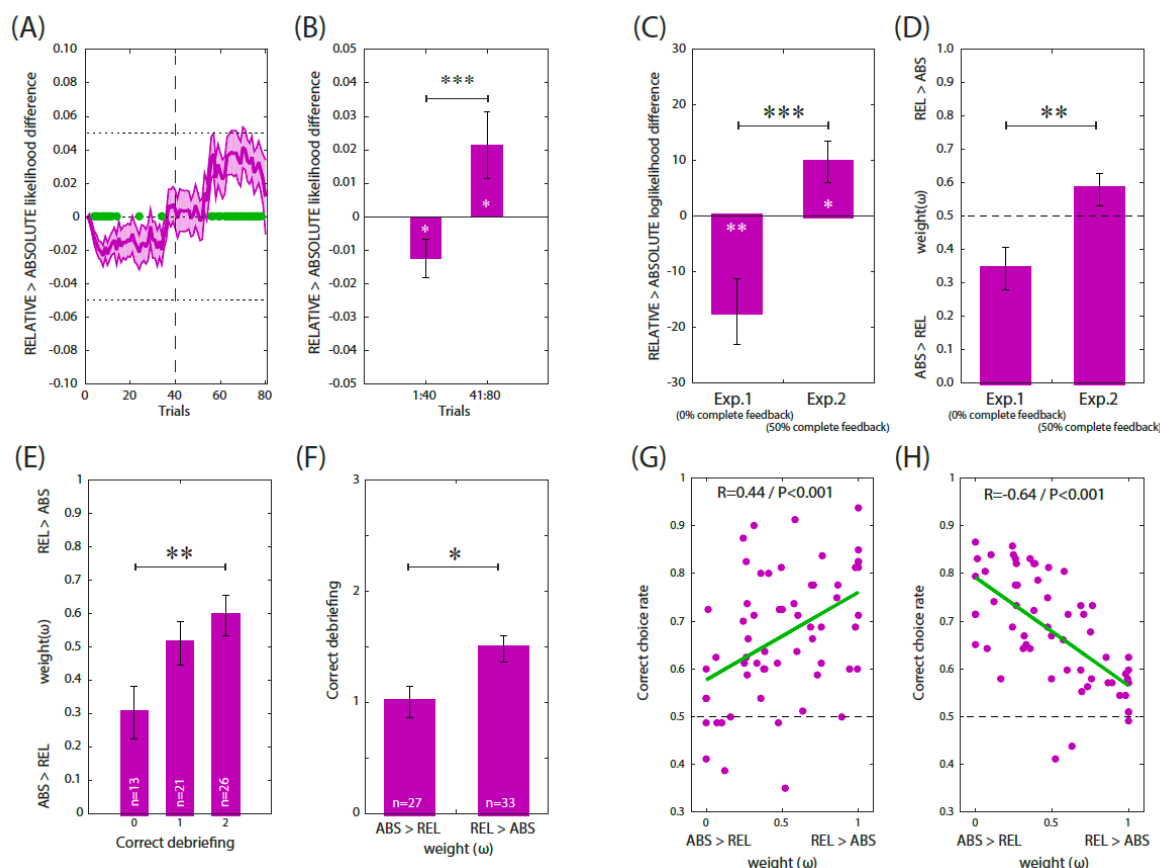 (A)
RELATIVE > ABSOLUTE likelihood difference
0.10
0.08
0.06
0.04
0.02
0
-0.02
-0.04
-0.06
-0.08
-0.10
0
20
40
60
80
Trials
(B)
RELATIVE > ABSOLUTE likelihood difference
0.05
0.04
0.03
0.02
0.01
0
-0.01
-0.02
-0.03
-0.04
-0.05
***
*
*
1:40
41:80
Trials
(C)
RELATIVE > ABSOLUTE loglikelihood difference
30
20
10
0
-10
-20
-30
***
**
*
Exp.1
(0% complete feedback)
Exp.2
(50% complete feedback)
(D)
ABS > REL
weight(ω)
REL > ABS
1
0.9
0.8
0.7
0.6
0.5
0.4
0.3
0.2
0.1
0
**
Exp.1
(0% complete feedback)
Exp.2
(50% complete feedback)
(E)
ABS > REL
weight(ω)
REL > ABS
1
0.9
0.8
0.7
0.6
0.5
0.4
0.3
0.2
0.1
0
**
n=13
n=21
n=26
0
1
2
Correct debriefing
(F)
Correct debriefing
3
2
1
0
*
n=27
n=33
ABS > REL
REL > ABS
weight (ω)
(G)
R=0.44 / P<0.001
Correct choice rate
1
0.9
0.8
0.7
0.6
0.5
0.4
0.3
0
0.5
1
ABS > REL
REL > ABS
weight (ω)
(H)
R=-0.64 / P<0.001
Correct choice rate
1
0.9
0.8
0.7
0.6
0.5
0.4
0.3
0
0.5
1
ABS > REL
REL > ABS
weight (ω)